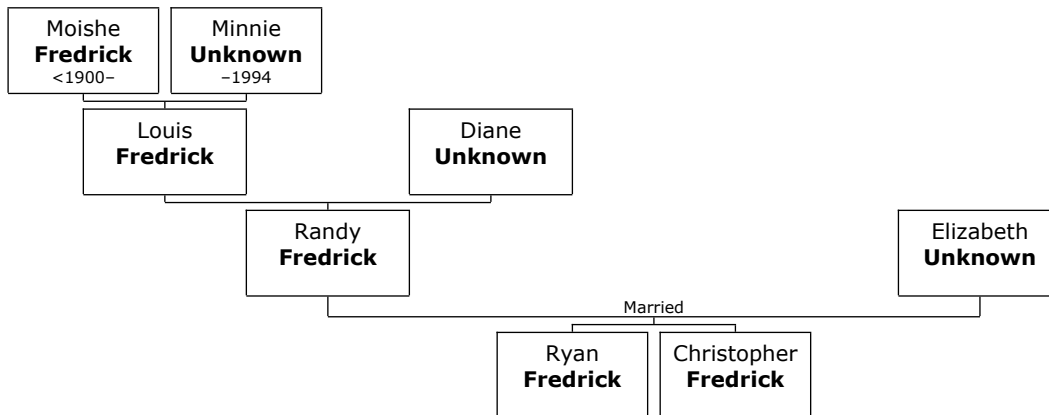 Moishe
Fredrick
<1900–
Minnie
Unknown
–1994
Louis
Fredrick
Diane
Unknown
Randy
Fredrick
Elizabeth
Unknown
Married
Ryan
Fredrick
Christopher
Fredrick